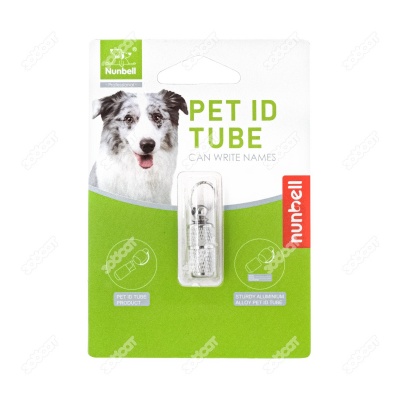 Nunbell
PET ID
TUBE
CAN WRITE NAMES
nunbell
PET ID TUBE
PRODUCT
STURDY ALUMINUM
ALLOY PET ID TUBE